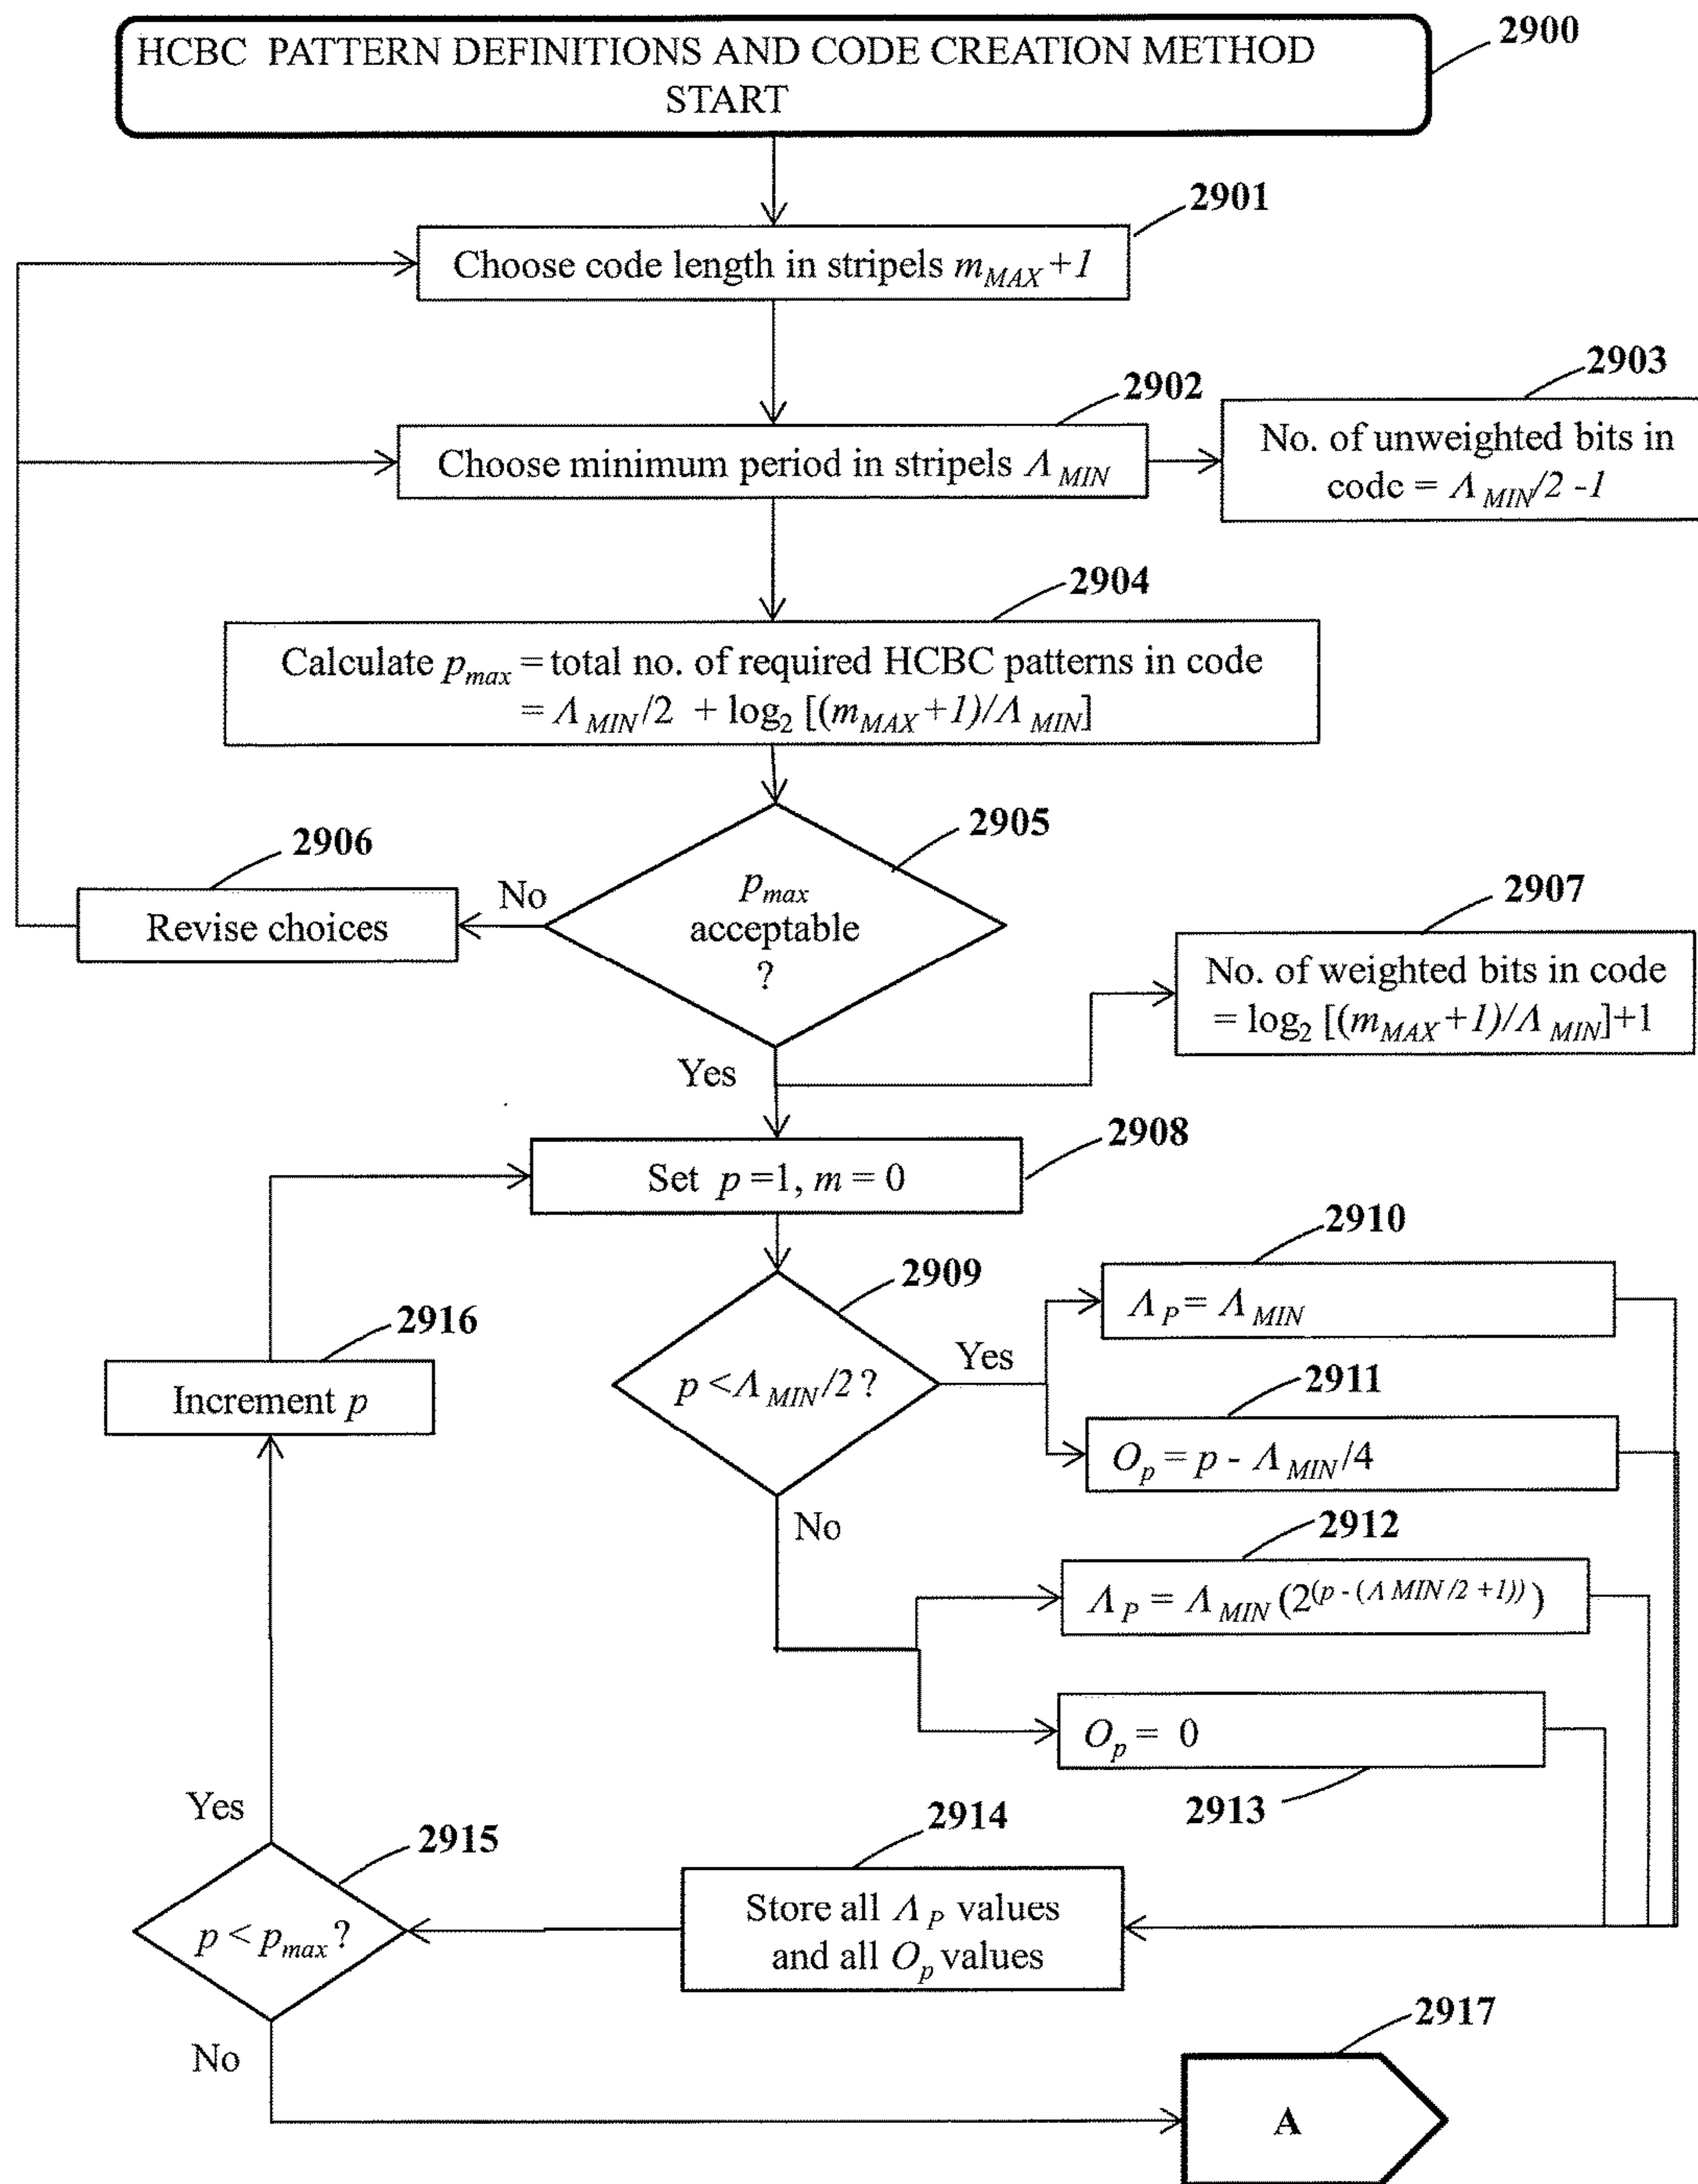 HCBC PATTERN DEFINITIONS AND CODE CREATION METHOD
START
2900
2901
Choose code length in stripels m_MAX+1
2902
Choose minimum period in stripels Λ_MIN
2903
No. of unweighted bits in
code = Λ_MIN/2 -1
2904
Calculate p_max = total no. of required HCBC patterns in code
= Λ_MIN/2 + log₂ [(m_MAX+1)/Λ_MIN]
2905
p_max
acceptable
?
2906
No
Revise choices
2907
No. of weighted bits in code
= log₂ [(m_MAX+1)/Λ_MIN]+1
Yes
2908
Set p =1, m = 0
2909
p <Λ_MIN/2 ?
Yes
2910
Λ_P = Λ_MIN
2911
O_p = p - Λ_MIN/4
No
2912
Λ_P = Λ_MIN (2^(p - (Λ MIN/2 +1)))
O_p = 0
2913
2914
Store all Λ_P values
and all O_p values
2915
p < p_max ?
Yes
2916
Increment p
No
2917
A